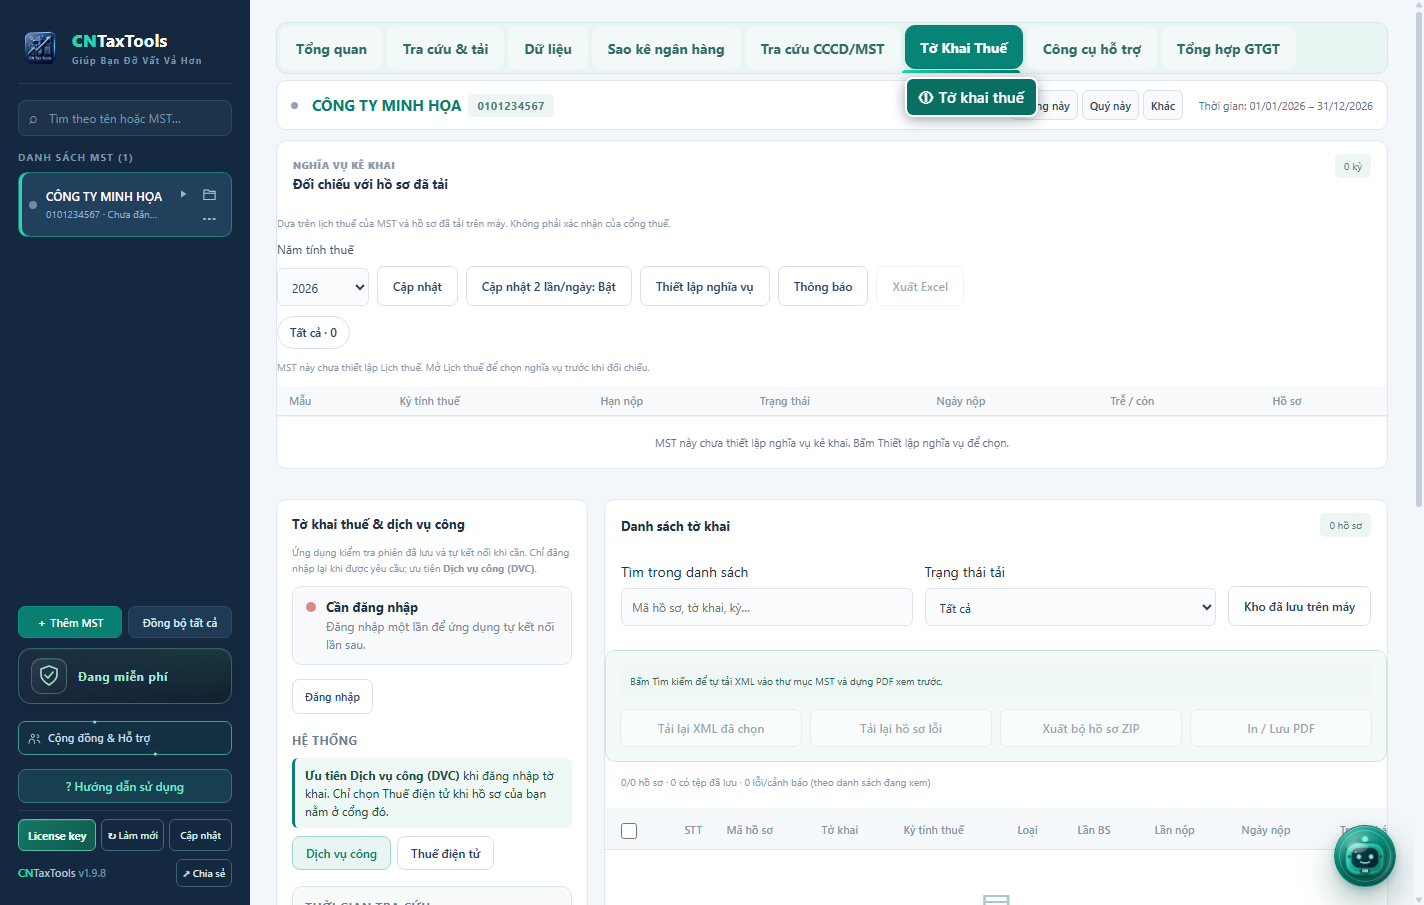 CNTaxTools
Giúp Bạn Đỡ Vất Vả Hơn
Tìm theo tên hoặc MST...
DANH SÁCH MST (1)
CÔNG TY MINH HỌA
0101234567 · Chưa đăn...
+ Thêm MST
Đồng bộ tất cả
Đang miễn phí
Cộng đồng & Hỗ trợ
? Hướng dẫn sử dụng
License key
↻ Làm mới
Cập nhật
CNTaxTools v1.9.8
↗ Chia sẻ
Tổng quan
Tra cứu & tải
Dữ liệu
Sao kê ngân hàng
Tra cứu CCCD/MST
Tờ Khai Thuế
Công cụ hỗ trợ
Tổng hợp GTGT
① Tờ khai thuế
CÔNG TY MINH HỌA
0101234567
này
Quý này
Khác
Thời gian: 01/01/2026 – 31/12/2026
NGHĨA VỤ KÊ KHAI
Đối chiếu với hồ sơ đã tải
0 kỳ
Dựa trên lịch thuế của MST và hồ sơ đã tải trên máy. Không phải xác nhận của cổng thuế.
Năm tính thuế
2026
Cập nhật
Cập nhật 2 lần/ngày: Bật
Thiết lập nghĩa vụ
Thông báo
Xuất Excel
Tất cả · 0
MST này chưa thiết lập Lịch thuế. Mở Lịch thuế để chọn nghĩa vụ trước khi đối chiếu.
Mẫu
Kỳ tính thuế
Hạn nộp
Trạng thái
Ngày nộp
Trễ / còn
Hồ sơ
MST này chưa thiết lập nghĩa vụ kê khai. Bấm Thiết lập nghĩa vụ để chọn.
Tờ khai thuế & dịch vụ công
Ứng dụng kiểm tra phiên đã lưu và tự kết nối khi cần. Chỉ đăng
nhập lại khi được yêu cầu; ưu tiên Dịch vụ công (DVC).
Cần đăng nhập
Đăng nhập một lần để ứng dụng tự kết nối
lần sau.
Đăng nhập
HỆ THỐNG
Ưu tiên Dịch vụ công (DVC) khi đăng nhập tờ
khai. Chỉ chọn Thuế điện tử khi hồ sơ của bạn
nằm ở cổng đó.
Dịch vụ công
Thuế điện tử
THỜI GIAN TRA CỨU
Danh sách tờ khai
0 hồ sơ
Tìm trong danh sách
Mã hồ sơ, tờ khai, kỳ...
Trạng thái tải
Tất cả
Kho đã lưu trên máy
Bấm Tìm kiếm để tự tải XML vào thư mục MST và dựng PDF xem trước.
Tải lại XML đã chọn
Tải lại hồ sơ lỗi
Xuất bộ hồ sơ ZIP
In / Lưu PDF
0/0 hồ sơ · 0 có tệp đã lưu · 0 lỗi/cảnh báo (theo danh sách đang xem)
STT
Mã hồ sơ
Tờ khai
Kỳ tính thuế
Loại
Lần BS
Lần nộp
Ngày nộp